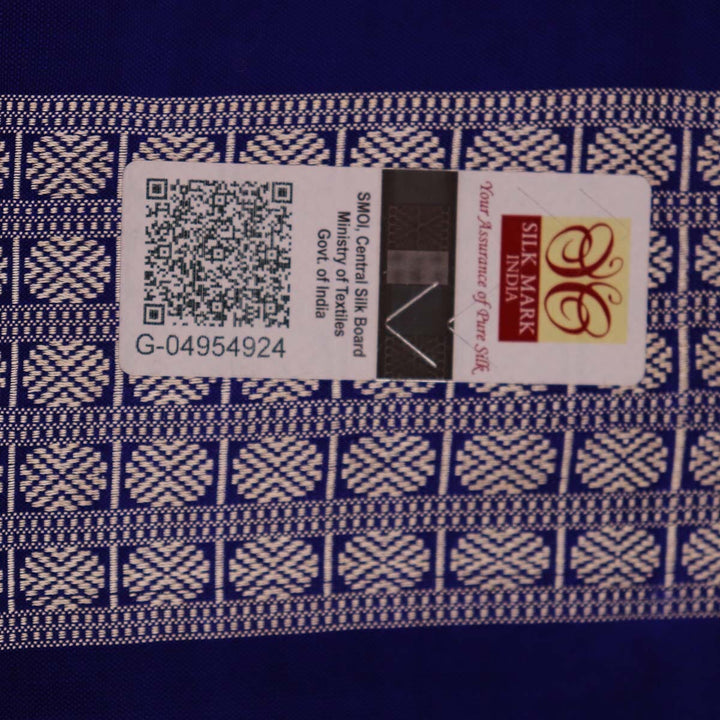 G-04954924
SMOI, Central Silk Board
Ministry of Textiles
Govt. of India
Your Assurance of Pure Silk
SILK MARK
INDIA